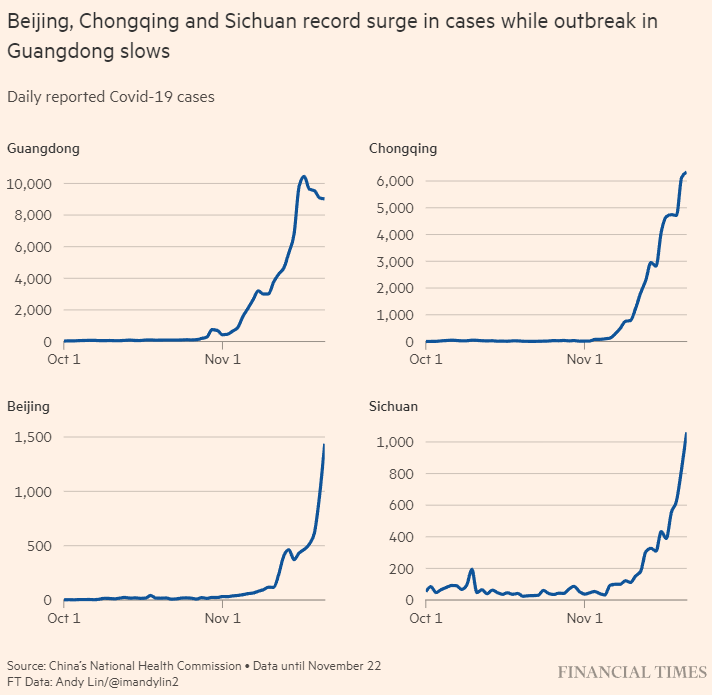 Beijing, Chongqing and Sichuan record surge in cases while outbreak in
Guangdong slows
Daily reported Covid-19 cases
Guangdong
10,000
8,000
6,000
4,000
2,000
0
Oct 1
Nov 1
Chongqing
6,000
5,000
4,000
3,000
2,000
1,000
0
Oct 1
Nov 1
Beijing
1,500
1,000
500
0
Oct 1
Nov 1
Sichuan
1,000
800
600
400
200
0
Oct 1
Nov 1
Source: China’s National Health Commission • Data until November 22
FT Data: Andy Lin/@imandylin2
FINANCIAL TIMES